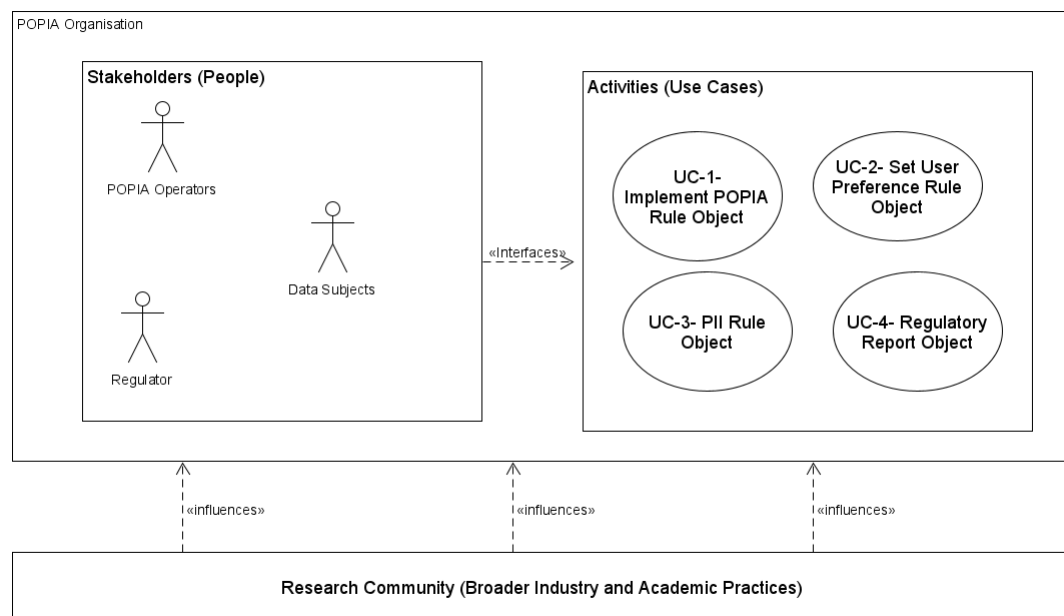 POPIA Organisation
Stakeholders (People)
POPIA Operators
Data Subjects
Regulator
«Interfaces»
Activities (Use Cases)
UC-1-
Implement POPIA
Rule Object
UC-2- Set User
Preference Rule
Object
UC-3- PII Rule
Object
UC-4- Regulatory
Report Object
«influences»
«influences»
«influences»
Research Community (Broader Industry and Academic Practices)